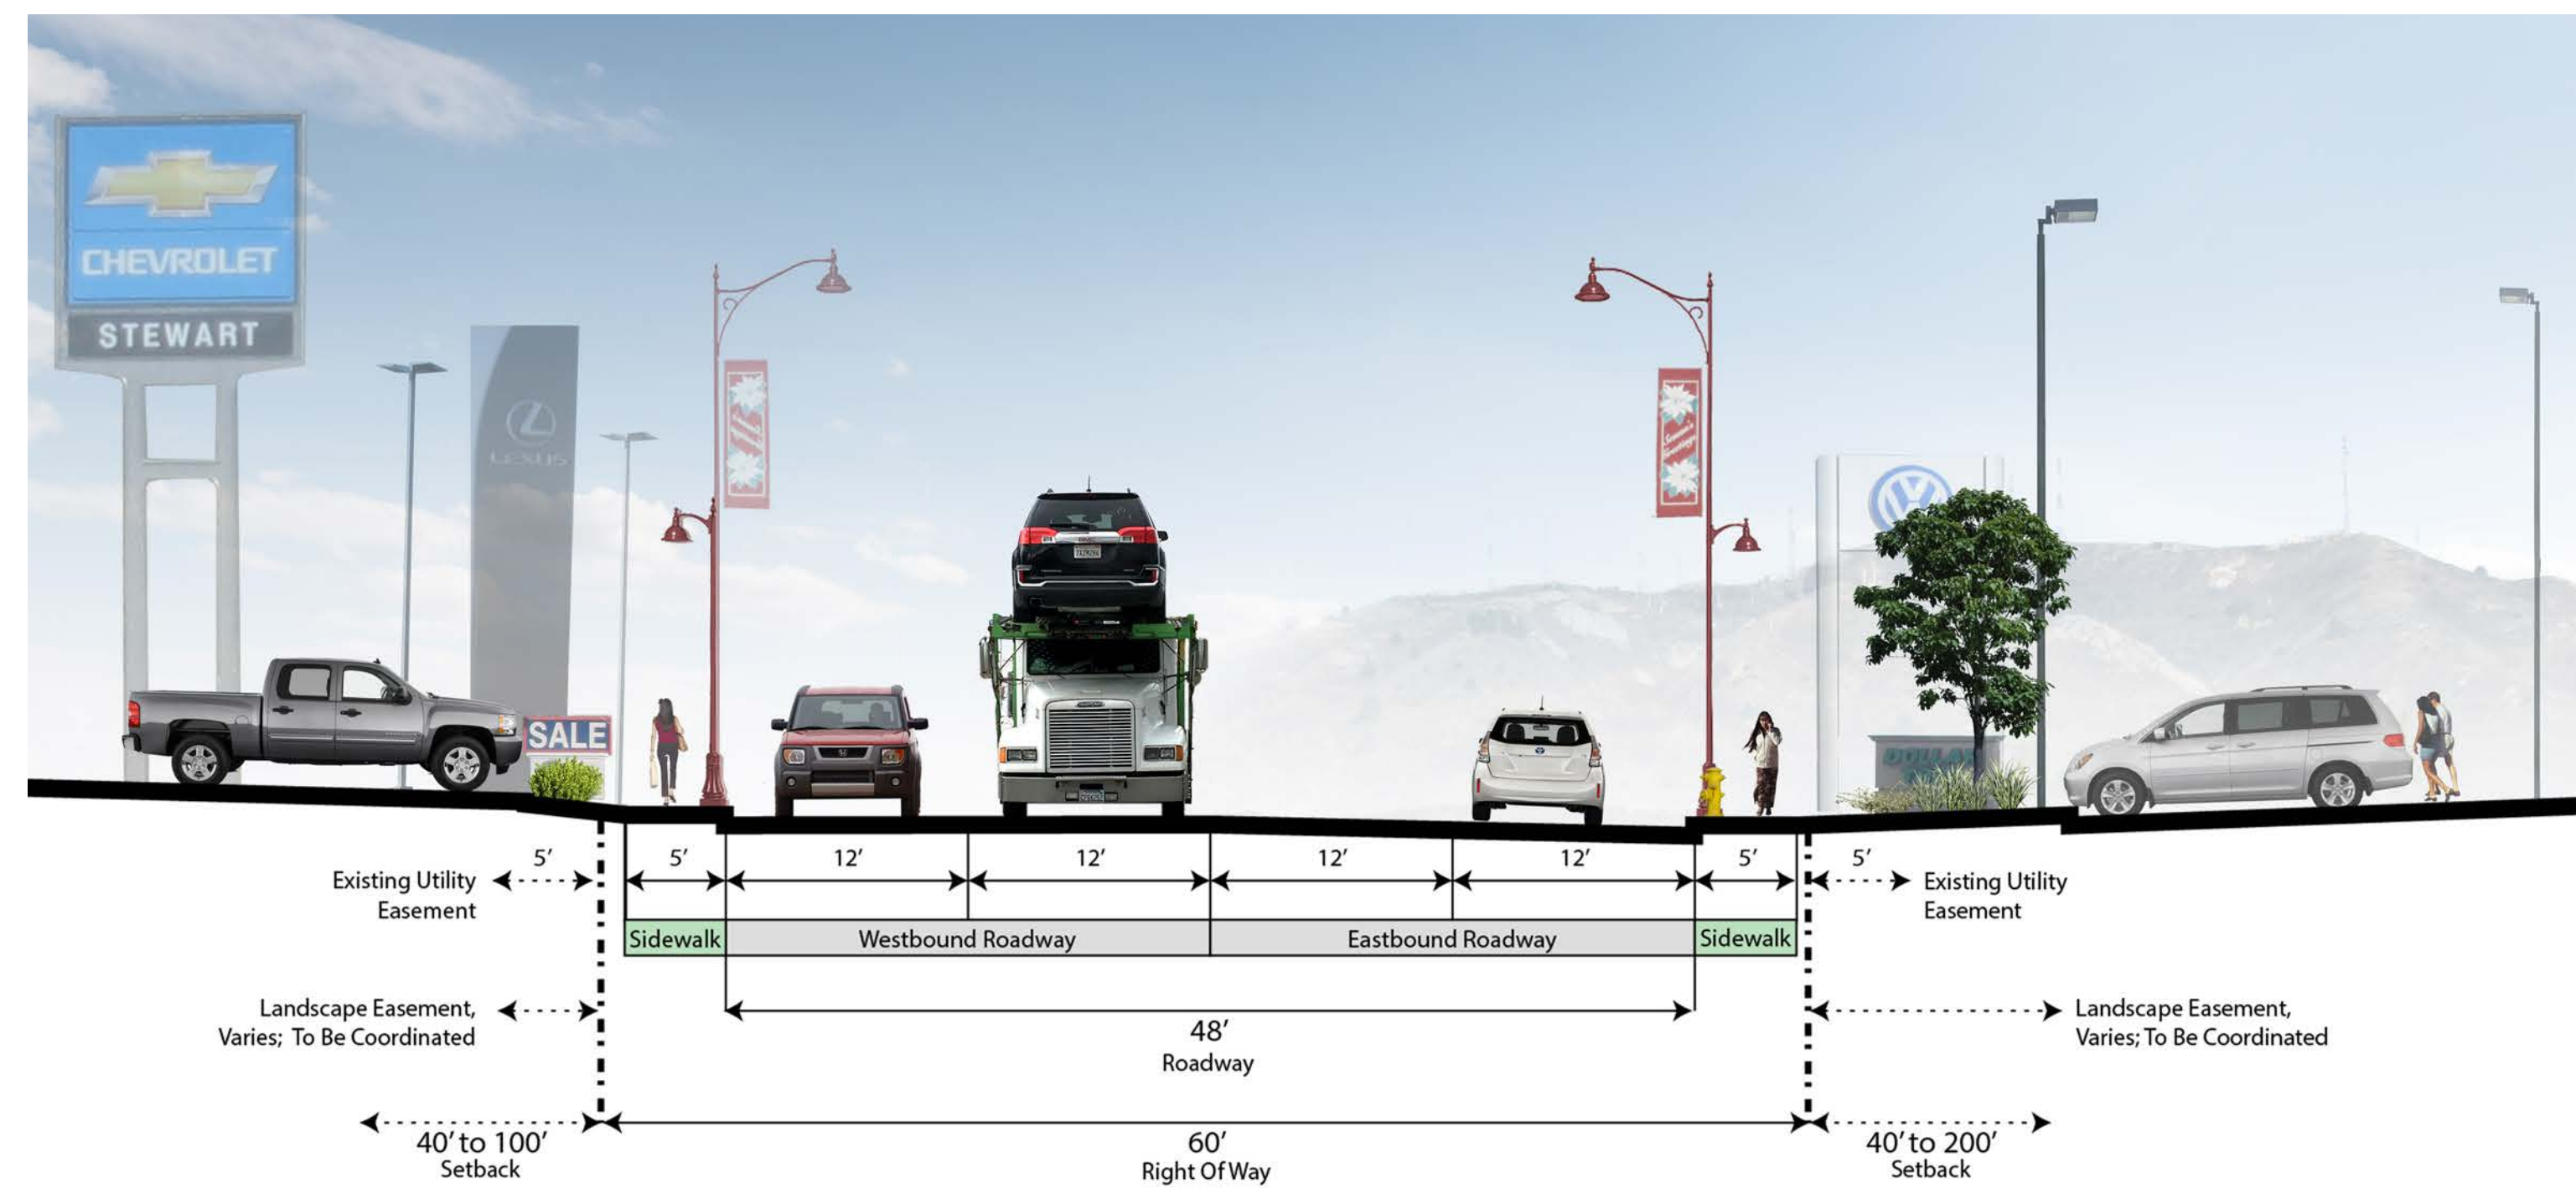 CHEVROLET
STEWART
LEXUS
SALE
5’
5’
12’
12’
12’
12’
5’
5’
Existing Utility
Easement
Existing Utility
Easement
Sidewalk
Westbound Roadway
Eastbound Roadway
Sidewalk
Landscape Easement,
Varies; To Be Coordinated
48’
Roadway
Landscape Easement,
Varies; To Be Coordinated
40’ to 100’
Setback
60’
Right Of Way
40’ to 200’
Setback